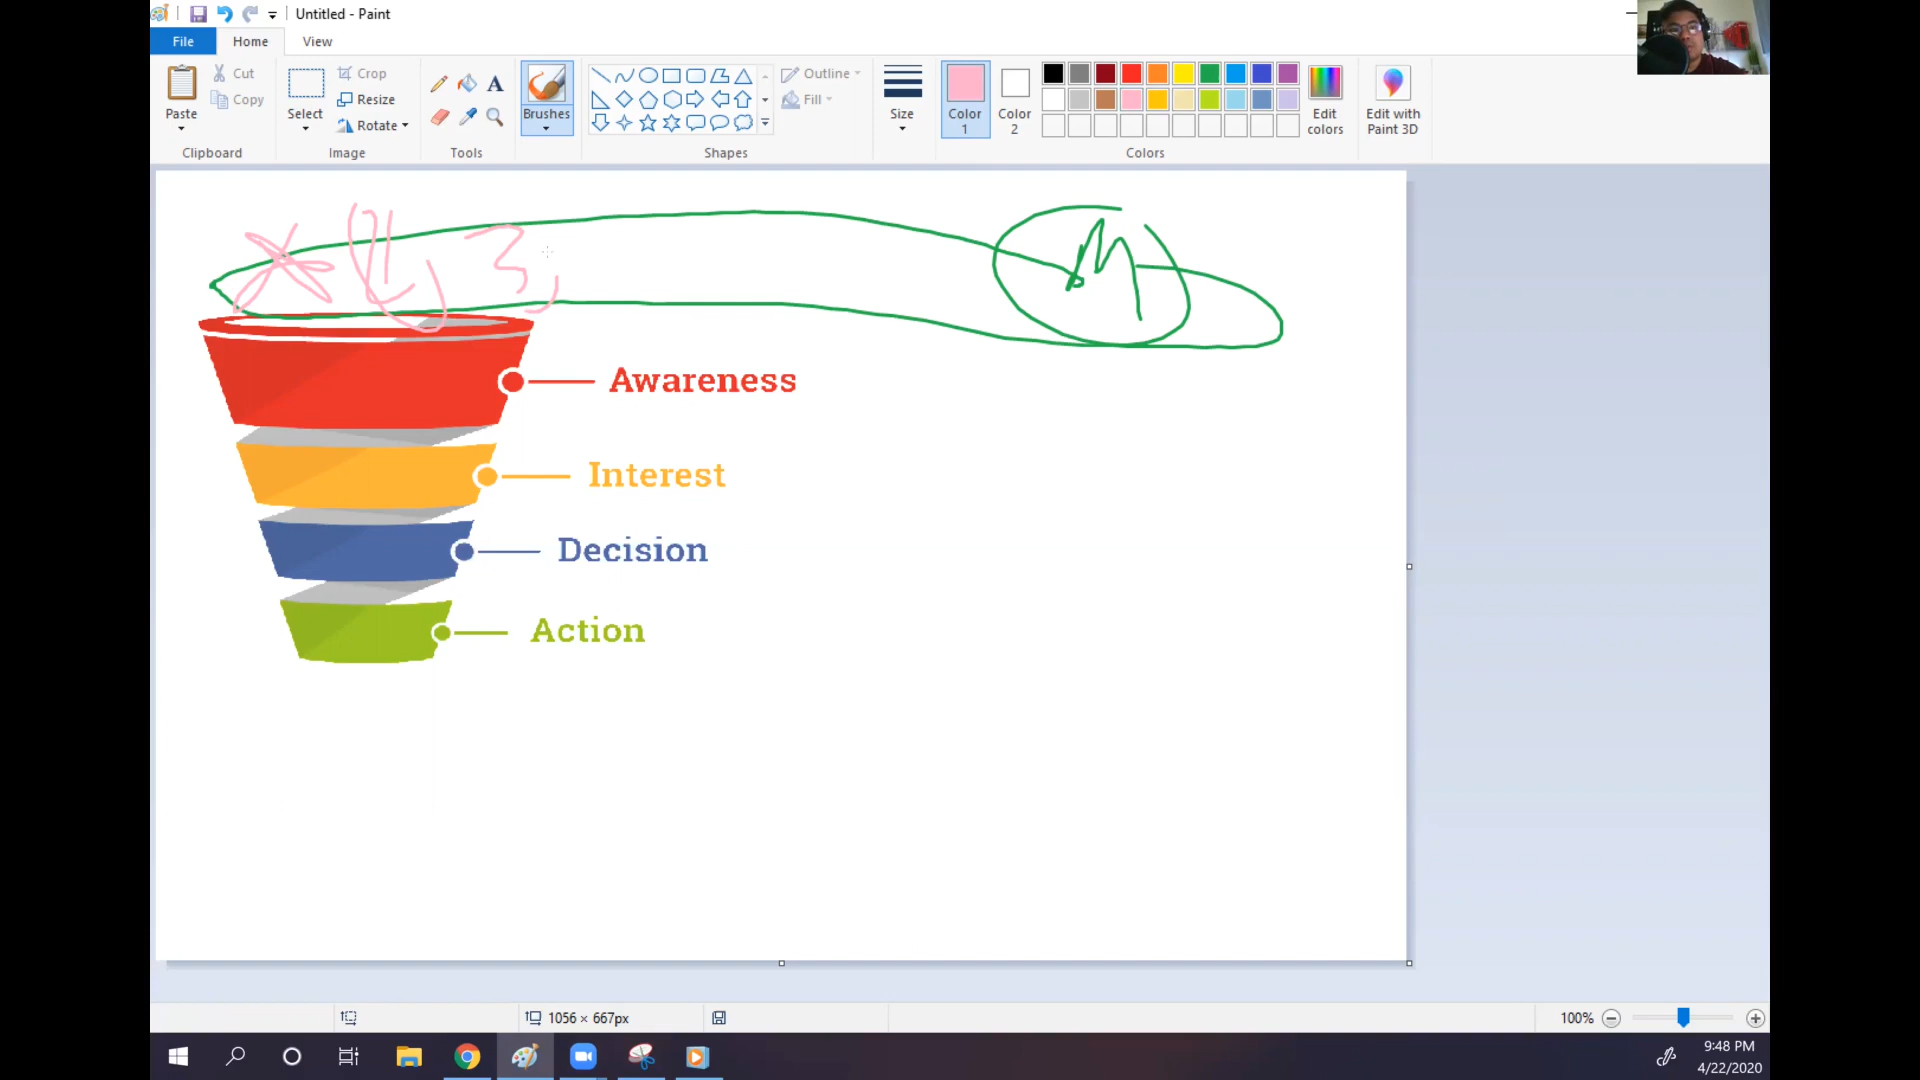 Untitled - Paint
File Home View
Paste
Cut
Copy
Clipboard
Select
Crop
Resize
Rotate
Image
Tools
Brushes
Shapes
Outline
Fill
Size
Color 1
Color 2
Edit colors
Colors
Edit with Paint 3D
M
3
Awareness
Interest
Decision
Action
1056 × 667px
100%
9:48 PM
4/22/2020